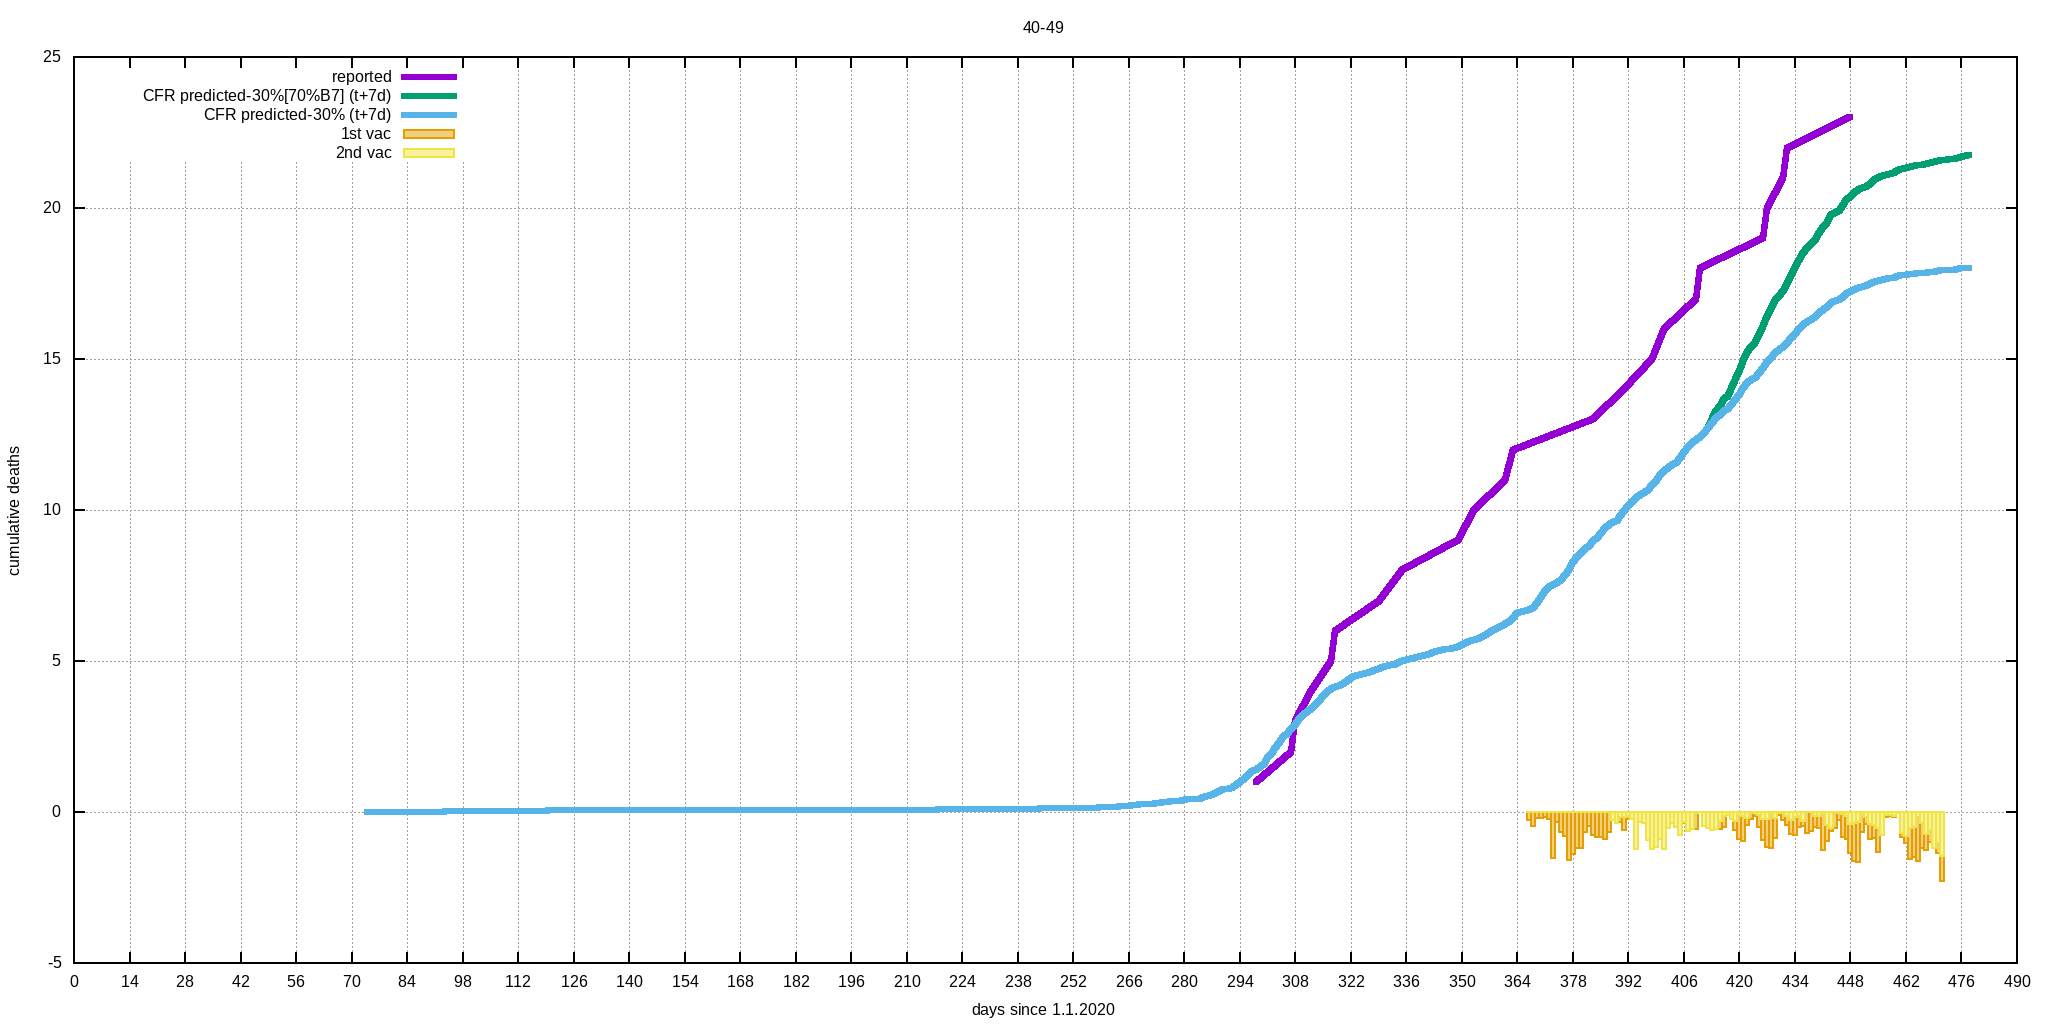 40-49
25
20
15
10
5
0
-5
cumulative deaths
reported
CFR predicted-30%[70%B7] (t+7d)
CFR predicted-30% (t+7d)
1st vac
2nd vac
0 14 28 42 56 70 84 98 112 126 140 154 168 182 196 210 224 238 252 266 280 294 308 322 336 350 364 378 392 406 420 434 448 462 476 490
days since 1.1.2020